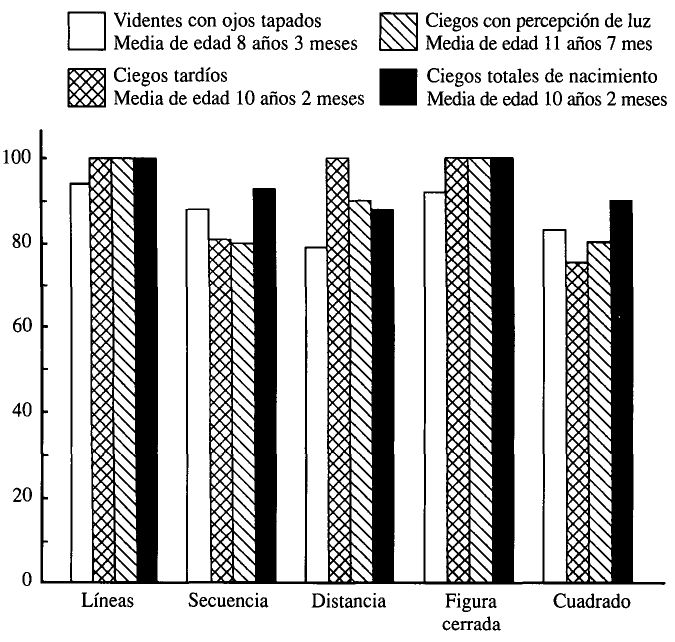 Videntes con ojos tapados
Media de edad 8 años 3 meses
Ciegos con percepción de luz
Media de edad 11 años 7 mes
Ciegos tardíos
Media de edad 10 años 2 meses
Ciegos totales de nacimiento
Media de edad 10 años 2 meses
100
80
60
40
20
0
Líneas
Secuencia
Distancia
Figura
cerrada
Cuadrado